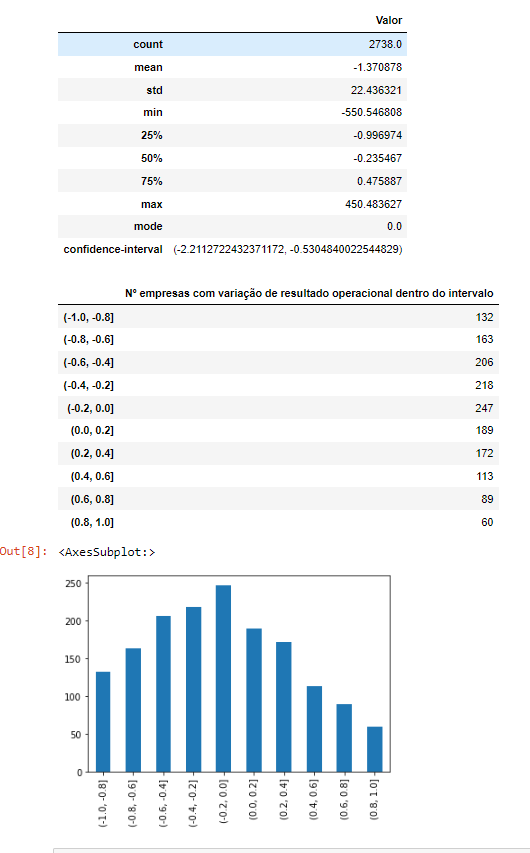 Valor
count 2738.0
mean -1.370878
std 22.436321
min -550.546808
25% -0.996974
50% -0.235467
75% 0.475887
max 450.483627
mode 0.0
confidence-interval (-2.2112722432371172, -0.5304840022544829)
Nº empresas com variação de resultado operacional dentro do intervalo
(-1.0, -0.8] 132
(-0.8, -0.6] 163
(-0.6, -0.4] 206
(-0.4, -0.2] 218
(-0.2, 0.0] 247
(0.0, 0.2] 189
(0.2, 0.4] 172
(0.4, 0.6] 113
(0.6, 0.8] 89
(0.8, 1.0] 60
Out[8]: <AxesSubplot:>
250
200
150
100
50
0
(-1.0, -0.8]
(-0.8, -0.6]
(-0.6, -0.4]
(-0.4, -0.2]
(-0.2, 0.0]
(0.0, 0.2]
(0.2, 0.4]
(0.4, 0.6]
(0.6, 0.8]
(0.8, 1.0]